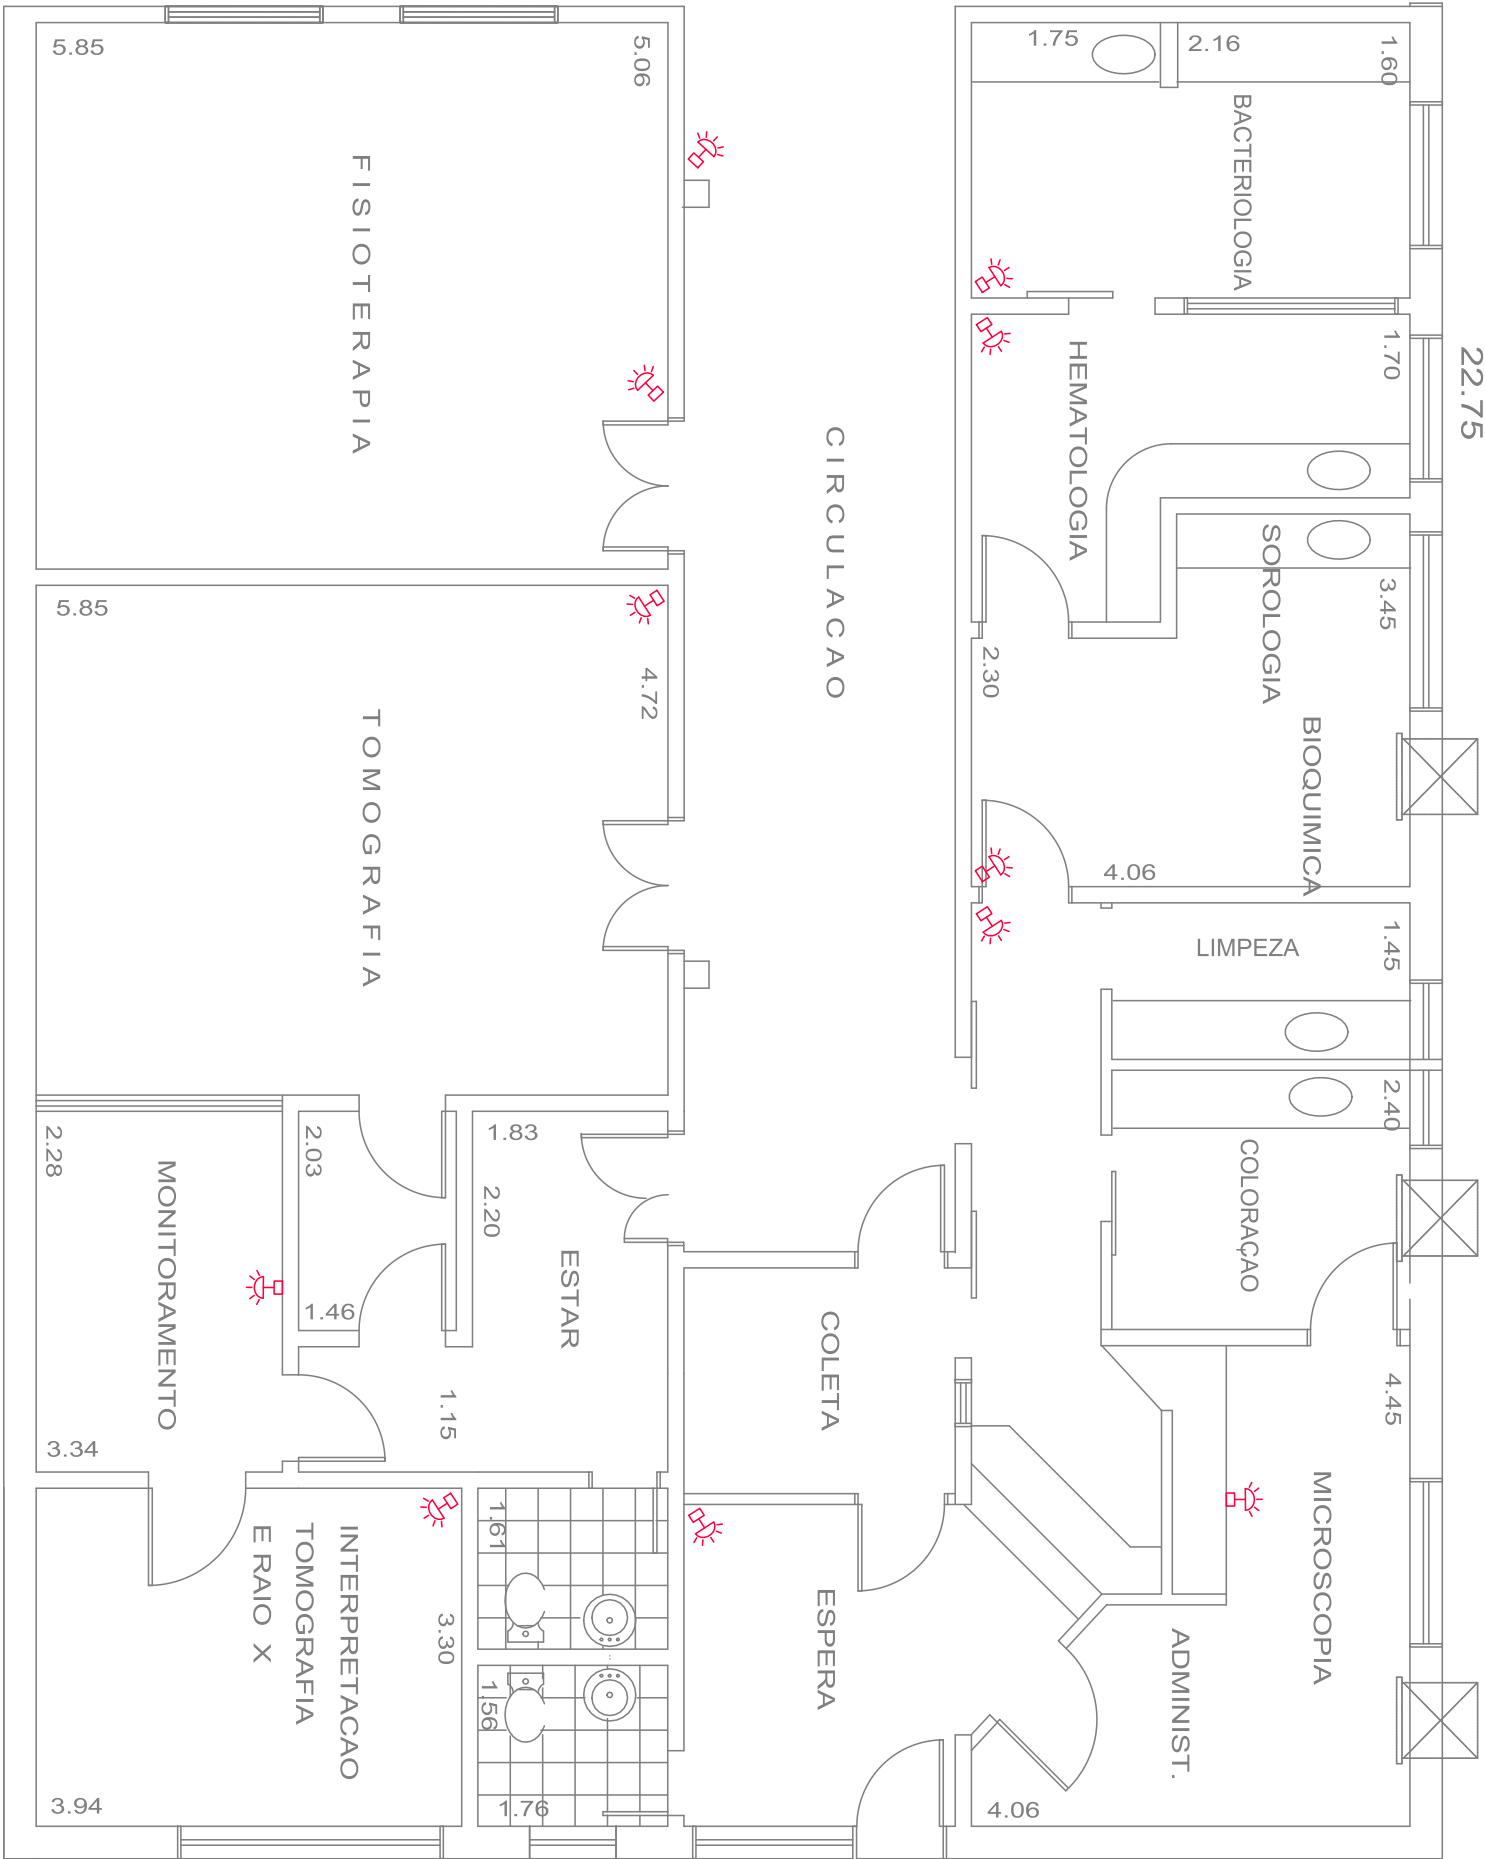 5.85
5.06
FISIOTERAPIA
1.75
2.16
1.60
BACTERIOLOGIA
1.70
HEMATOLOGIA
22.75
CIRCULACAO
SOROLOGIA
3.45
2.30
BIOQUIMICA
4.06
5.85
4.72
TOMOGRAFIA
LIMPEZA
1.45
2.40
COLORAÇAO
2.28
MONITORAMENTO
3.34
2.03
1.46
1.83
2.20
ESTAR
1.15
COLETA
4.45
MICROSCOPIA
ADMINIST.
4.06
ESPERA
1.61
1.56
1.76
INTERPRETACAO
TOMOGRAFIA
E RAIO X
3.30
3.94